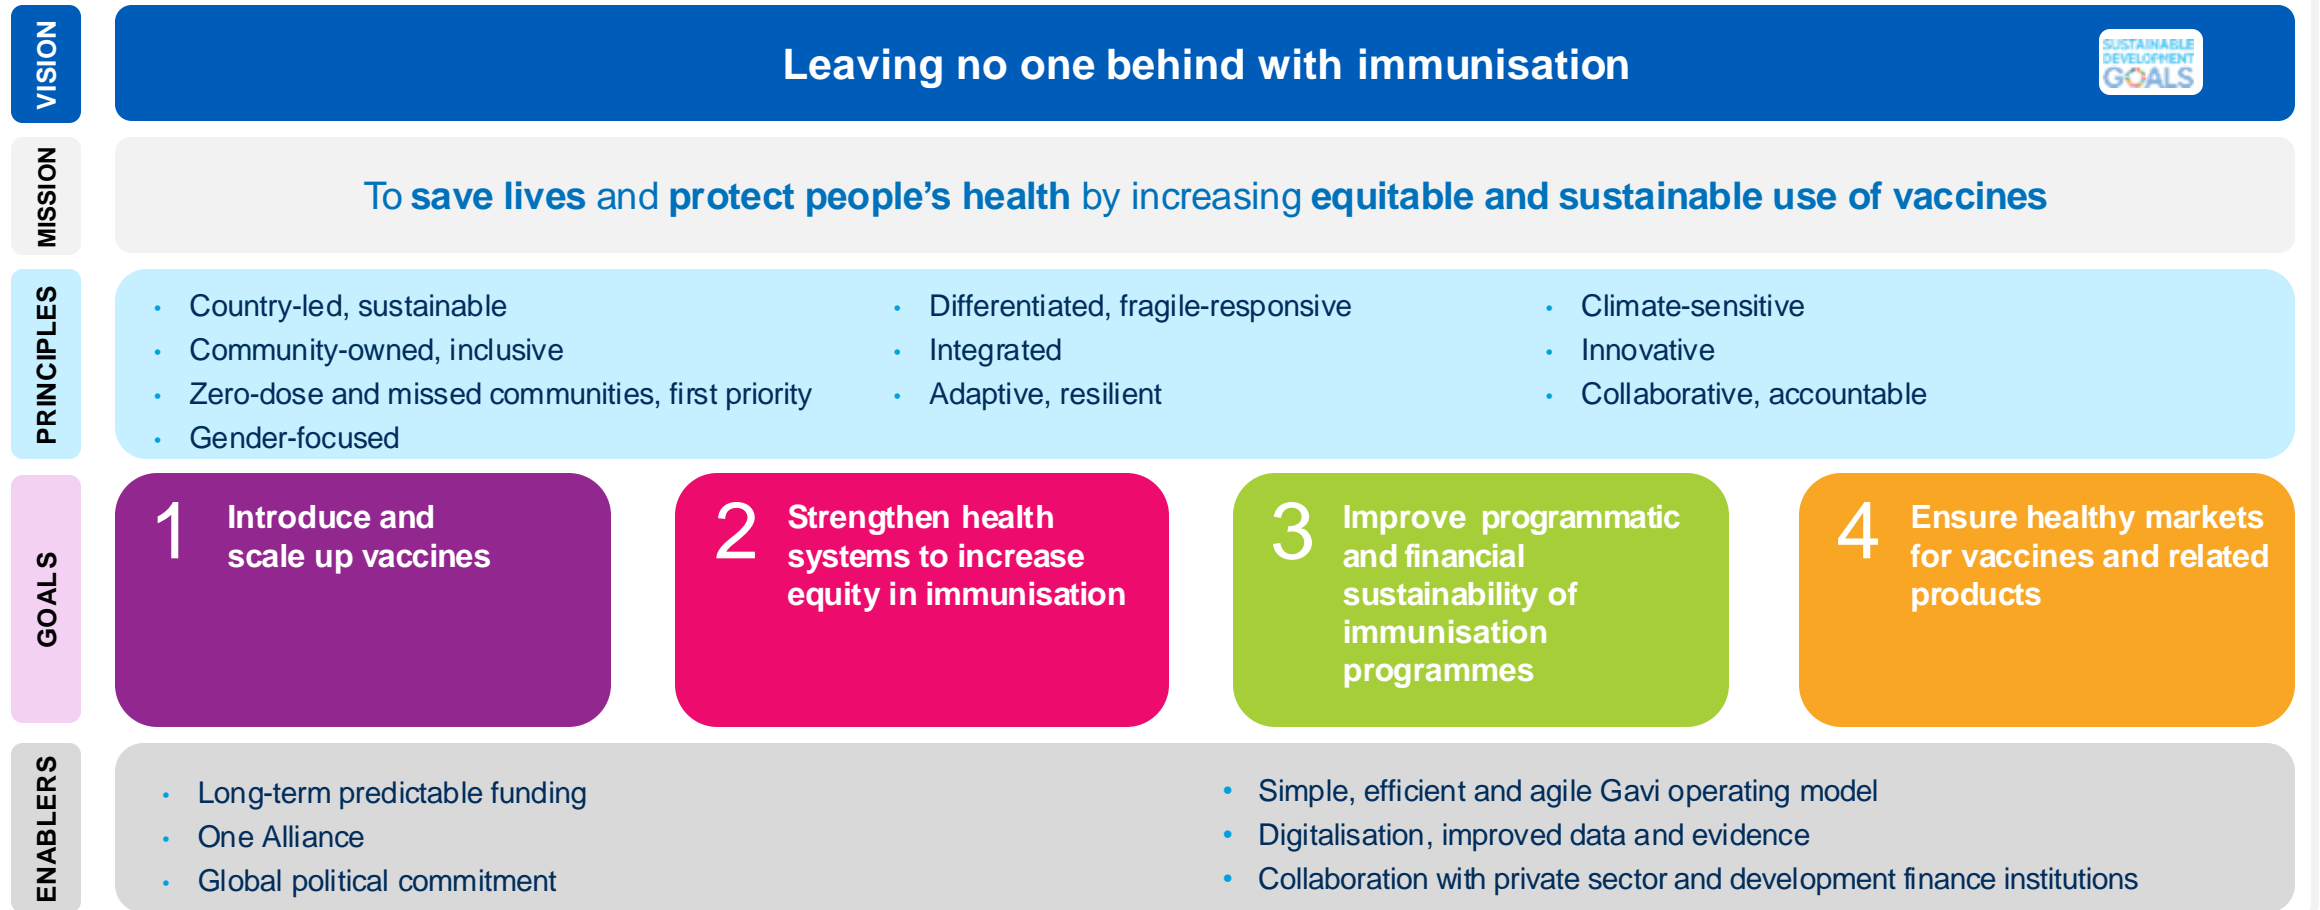 VISION
Leaving no one behind with immunisation
SUSTAINABLE
DEVELOPMENT
GOALS
MISSION
To save lives and protect people’s health by increasing equitable and sustainable use of vaccines
PRINCIPLES
• Country-led, sustainable
• Community-owned, inclusive
• Zero-dose and missed communities, first priority
• Gender-focused
• Differentiated, fragile-responsive
• Integrated
• Adaptive, resilient
• Climate-sensitive
• Innovative
• Collaborative, accountable
GOALS
1
Introduce and
scale up vaccines
2
Strengthen health
systems to increase
equity in immunisation
3
Improve programmatic
and financial
sustainability of
immunisation
programmes
4
Ensure healthy markets
for vaccines and related
products
ENABLERS
• Long-term predictable funding
• One Alliance
• Global political commitment
• Simple, efficient and agile Gavi operating model
• Digitalisation, improved data and evidence
• Collaboration with private sector and development finance institutions